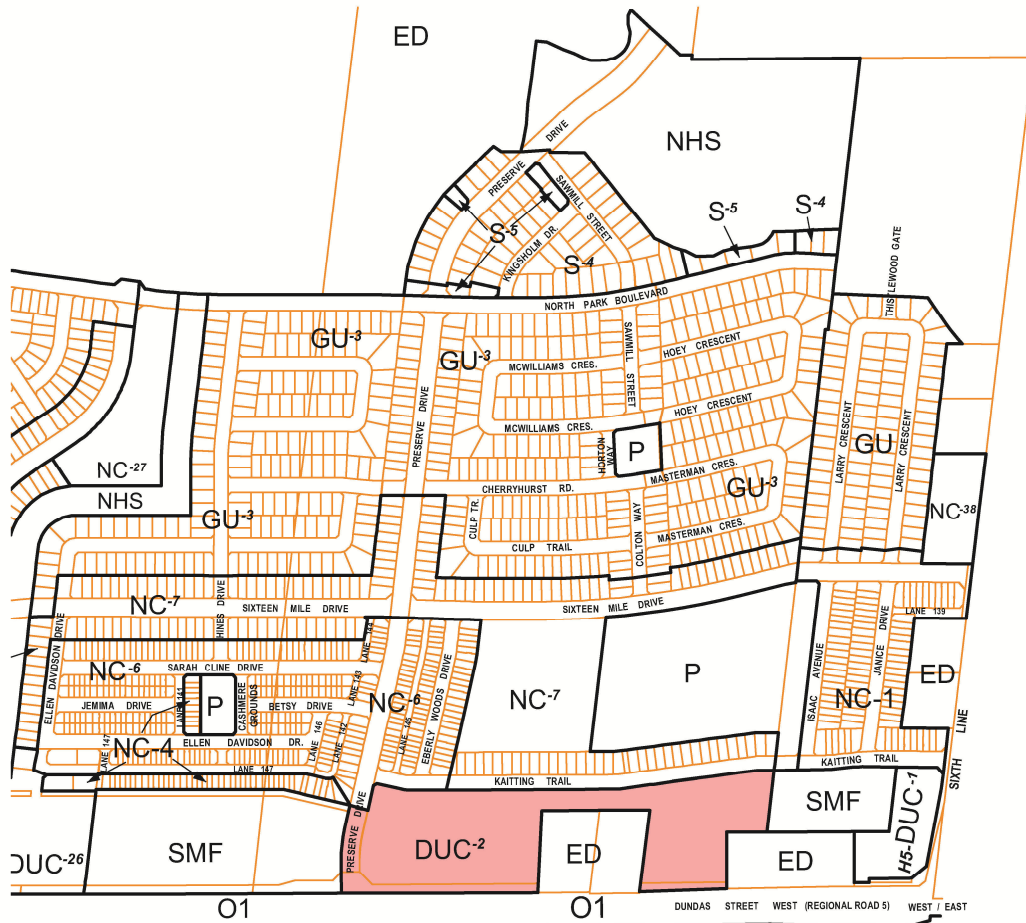 ED
NHS
PRESERVE DRIVE
SAWMILL STREET
S-5
S-4
S-5
KINGSHOLM DR.
S-4
THISTLEWOOD GATE
NORTH PARK BOULEVARD
GU-3
GU-3
SAWMILL STREET
HOEY CRESCENT
MCWILLIAMS CRES.
PRESERVE DRIVE
HOEY CRESCENT
MCWILLIAMS CRES.
LARRY CRESCENT
GU
LARRY CRESCENT
HORTON WAY
P
NC-27
MASTERMAN CRES.
CHERRYHURST RD.
GU-3
NHS
GU-3
CULP TR.
COLTON WAY
NC-38
MASTERMAN CRES.
CULP TRAIL
NC-7
SIXTEEN MILE DRIVE
HINES DRIVE
SIXTEEN MILE DRIVE
LANE 139
ELLEN DAVIDSON DRIVE
LANE 144
NC-6
SARAH CLINE DRIVE
LANE 143
NC-6
EBERLY WOODS DRIVE
NC-7
P
ISAAC AVENUE
JANICE DRIVE
NC-1
ED
LANE 141
P
CASHMERE GROUNDS
JEMIMA DRIVE
BETSY DRIVE
LANE 146
LANE 142
LANE 145
NC-4
ELLEN DAVIDSON DR.
LANE 147
LANE 147
KAITTING TRAIL
KAITTING TRAIL
SIXTH LINE
PRESERVE DRIVE
SMF
H5-DUC-1
DUC-26
SMF
DUC-2
ED
ED
O1
O1
DUNDAS STREET WEST (REGIONAL ROAD 5) WEST / EAST